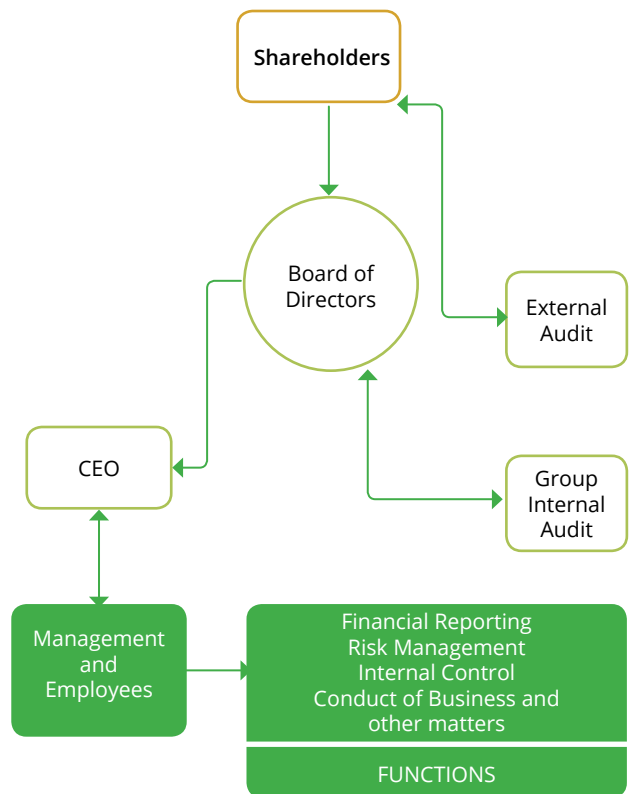 Shareholders
Board of
Directors
External
Audit
CEO
Group
Internal
Audit
Management
and
Employees
Financial Reporting
Risk Management
Internal Control
Conduct of Business and
other matters
FUNCTIONS